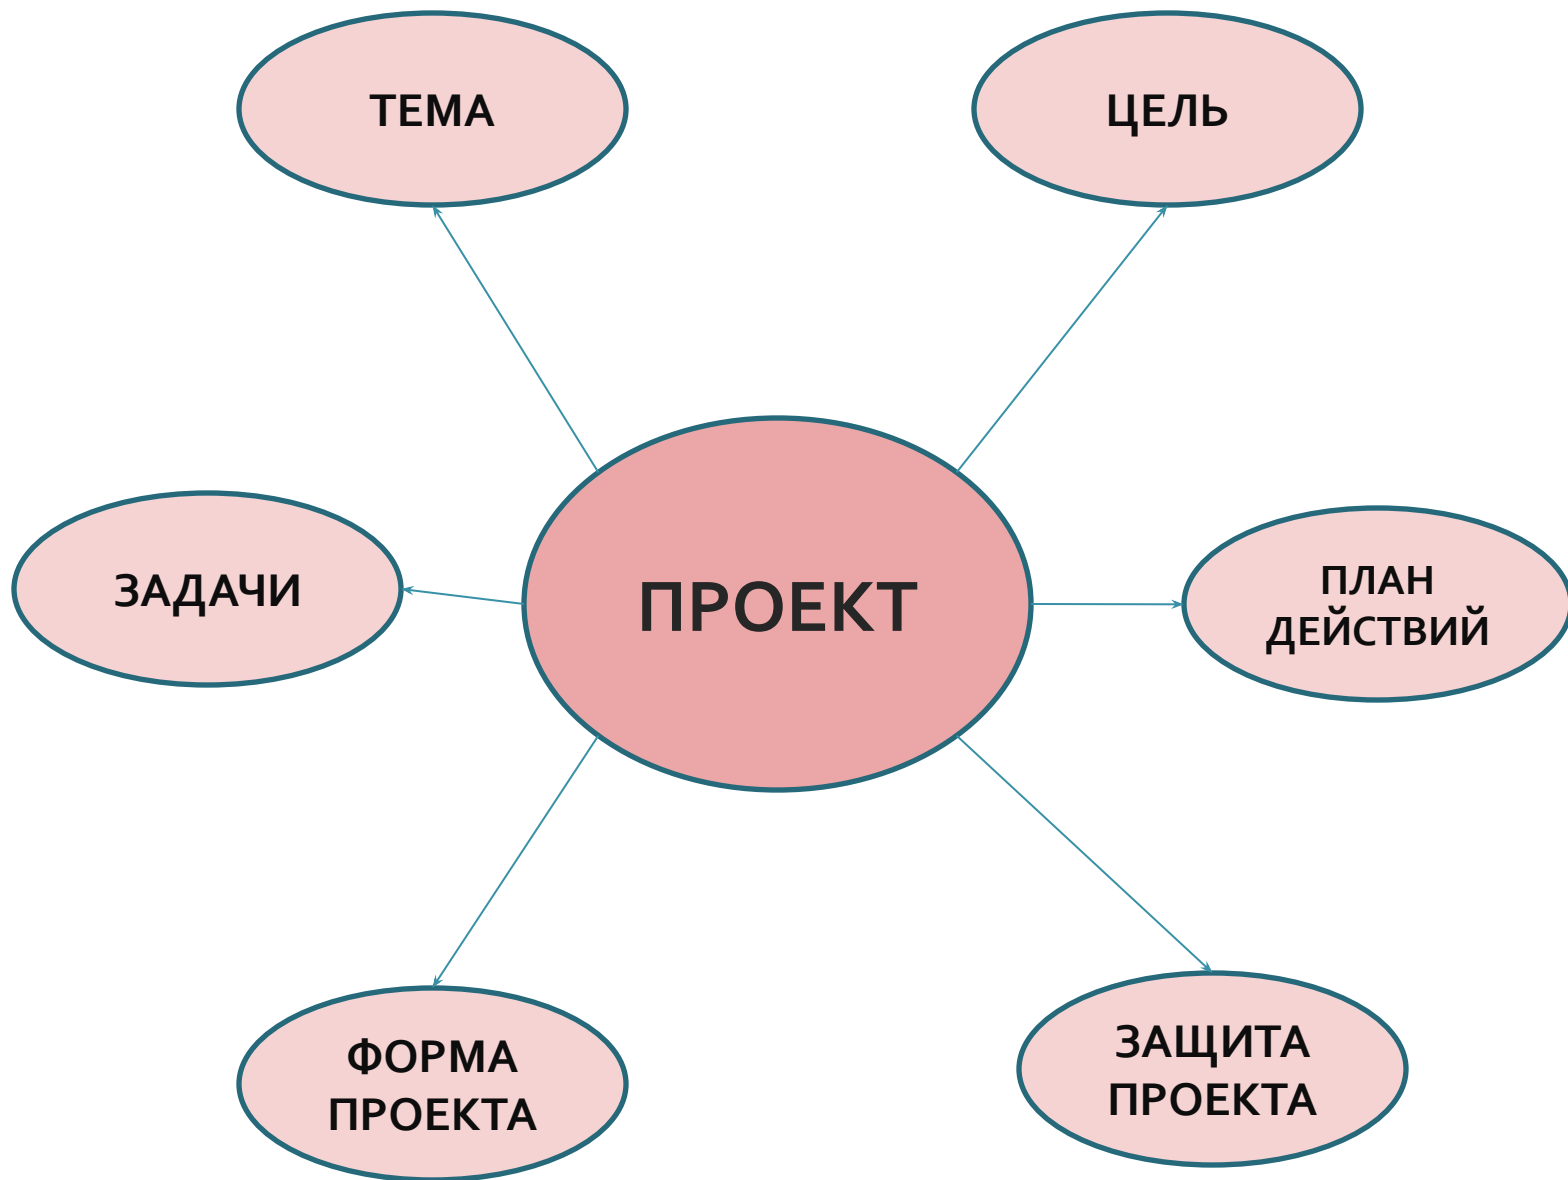 ТЕМА
ЦЕЛЬ
ЗАДАЧИ
ПРОЕКТ
ПЛАН
ДЕЙСТВИЙ
ФОРМА
ПРОЕКТА
ЗАЩИТА
ПРОЕКТА